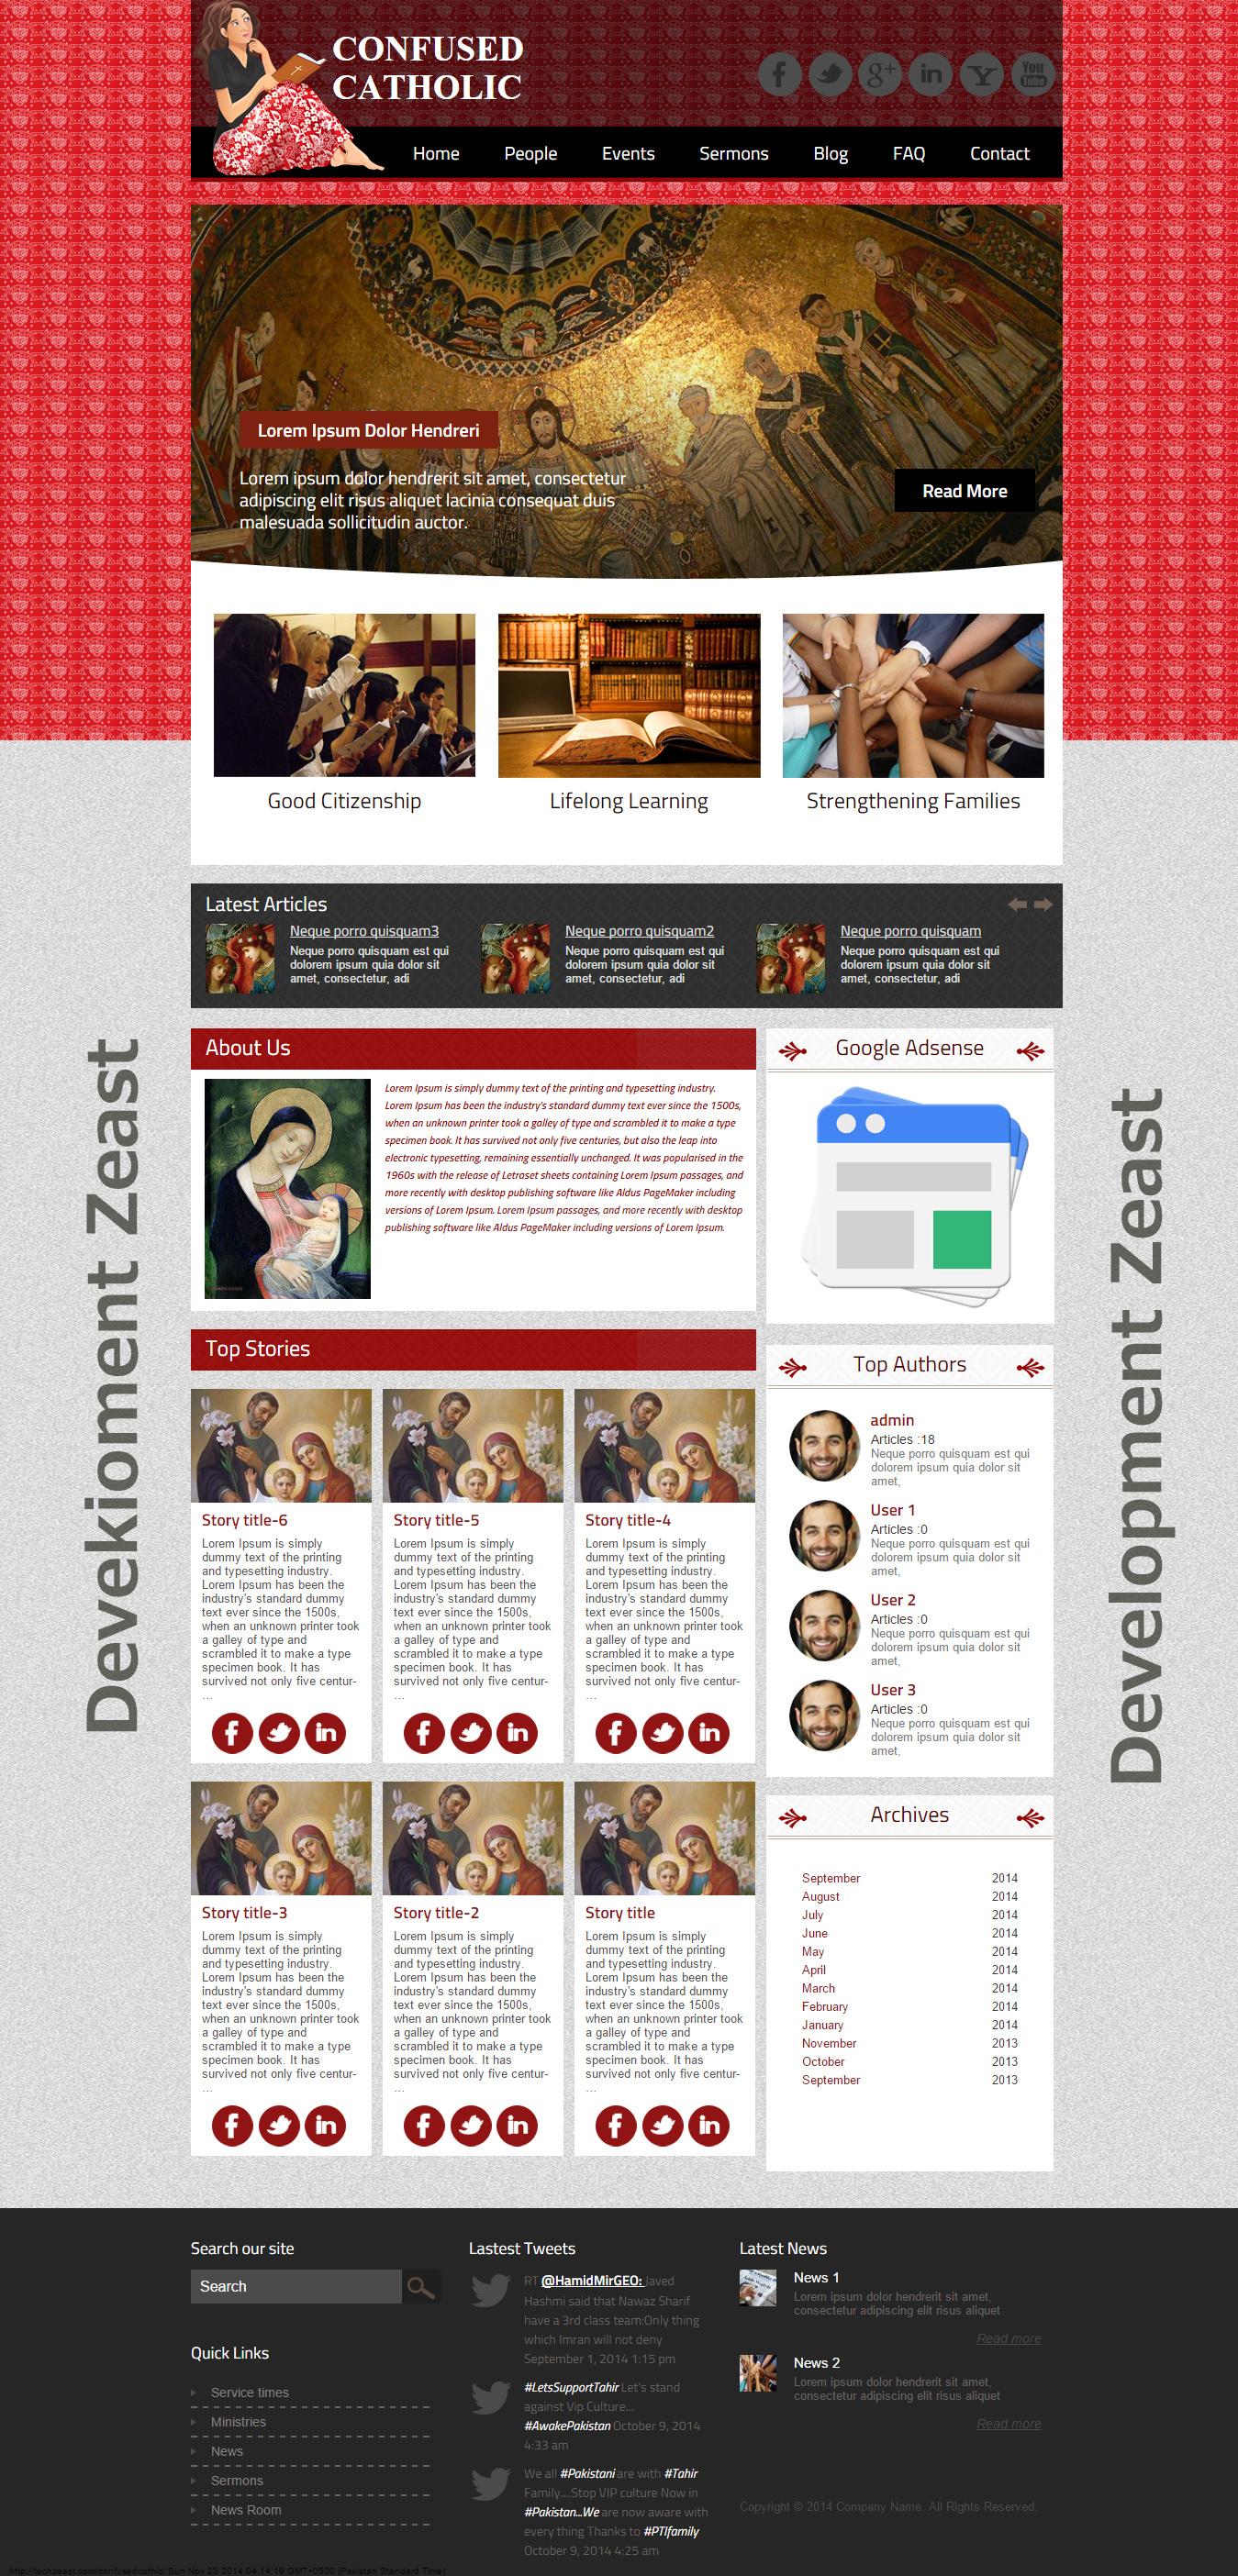 CONFUSED
CATHOLIC
Home People Events Sermons Blog FAQ Contact
Lorem Ipsum Dolor Hendreri
Lorem ipsum dolor hendrerit sit amet, consectetur
adipiscing elit risus aliquet lacinia consequat duis
malesuada sollicitudin auctor.
Read More
Good Citizenship
Lifelong Learning
Strengthening Families
Latest Articles
Neque porro quisquam3
Neque porro quisquam est qui
dolorem ipsum quia dolor sit
amet, consectetur, adi
Neque porro quisquam2
Neque porro quisquam est qui
dolorem ipsum quia dolor sit
amet, consectetur, adi
Neque porro quisquam
Neque porro quisquam est qui
dolorem ipsum quia dolor sit
amet, consectetur, adi
Devekioment Zeast
About Us
Lorem Ipsum is simply dummy text of the printing and typesetting industry.
Lorem Ipsum has been the industry's standard dummy text ever since the 1500s,
when an unknown printer took a galley of type and scrambled it to make a type
specimen book. It has survived not only five centuries, but also the leap into
electronic typesetting, remaining essentially unchanged. It was popularised in the
1960s with the release of Letraset sheets containing Lorem Ipsum passages, and
more recently with desktop publishing software like Aldus PageMaker including
versions of Lorem Ipsum. Lorem Ipsum passages, and more recently with desktop
publishing software like Aldus PageMaker including versions of Lorem Ipsum.
Top Stories
Story title-6
Lorem Ipsum is simply
dummy text of the printing
and typesetting industry.
Lorem Ipsum has been the
industry's standard dummy
text ever since the 1500s,
when an unknown printer took
a galley of type and
scrambled it to make a type
specimen book. It has
survived not only five centur-
...
Story title-5
Lorem Ipsum is simply
dummy text of the printing
and typesetting industry.
Lorem Ipsum has been the
industry's standard dummy
text ever since the 1500s,
when an unknown printer took
a galley of type and
scrambled it to make a type
specimen book. It has
survived not only five centur-
...
Story title-4
Lorem Ipsum is simply
dummy text of the printing
and typesetting industry.
Lorem Ipsum has been the
industry's standard dummy
text ever since the 1500s,
when an unknown printer took
a galley of type and
scrambled it to make a type
specimen book. It has
survived not only five centur-
...
Story title-3
Lorem Ipsum is simply
dummy text of the printing
and typesetting industry.
Lorem Ipsum has been the
industry's standard dummy
text ever since the 1500s,
when an unknown printer took
a galley of type and
scrambled it to make a type
specimen book. It has
survived not only five centur-
...
Story title-2
Lorem Ipsum is simply
dummy text of the printing
and typesetting industry.
Lorem Ipsum has been the
industry's standard dummy
text ever since the 1500s,
when an unknown printer took
a galley of type and
scrambled it to make a type
specimen book. It has
survived not only five centur-
...
Story title
Lorem Ipsum is simply
dummy text of the printing
and typesetting industry.
Lorem Ipsum has been the
industry's standard dummy
text ever since the 1500s,
when an unknown printer took
a galley of type and
scrambled it to make a type
specimen book. It has
survived not only five centur-
...
Google Adsense
Top Authors
admin
Articles :18
Neque porro quisquam est qui
dolorem ipsum quia dolor sit
amet,
User 1
Articles :0
Neque porro quisquam est qui
dolorem ipsum quia dolor sit
amet,
User 2
Articles :0
Neque porro quisquam est qui
dolorem ipsum quia dolor sit
amet,
User 3
Articles :0
Neque porro quisquam est qui
dolorem ipsum quia dolor sit
amet,
Archives
September 2014
August 2014
July 2014
June 2014
May 2014
April 2014
March 2014
February 2014
January 2014
November 2013
October 2013
September 2013
Development Zeast
Search our site
Search
Quick Links
Service times
Ministries
News
Sermons
News Room
Lastest Tweets
RT @HamidMirGEO: Javed
Hashmi said that Nawaz Sharif
have a 3rd class team:Only thing
which Imran will not deny
September 1, 2014 1:15 pm
#LetsSupportTahir Let's stand
against Vip Culture...
#AwakePakistan October 9, 2014
4:33 am
We all #Pakistani are with #Tahir
Family....Stop VIP culture Now in
#Pakistan...We are now aware with
every thing Thanks to #PTIfamily
October 9, 2014 4:25 am
Latest News
News 1
Lorem ipsum dolor hendrerit sit amet,
consectetur adipiscing elit risus aliquet
Read more
News 2
Lorem ipsum dolor hendrerit sit amet,
consectetur adipiscing elit risus aliquet
Read more
Copyright © 2014 Company Name. All Rights Reserved.
Sun Nov 23 2014 04:14:19 GMT+0500 (Pakistan Standard Time)